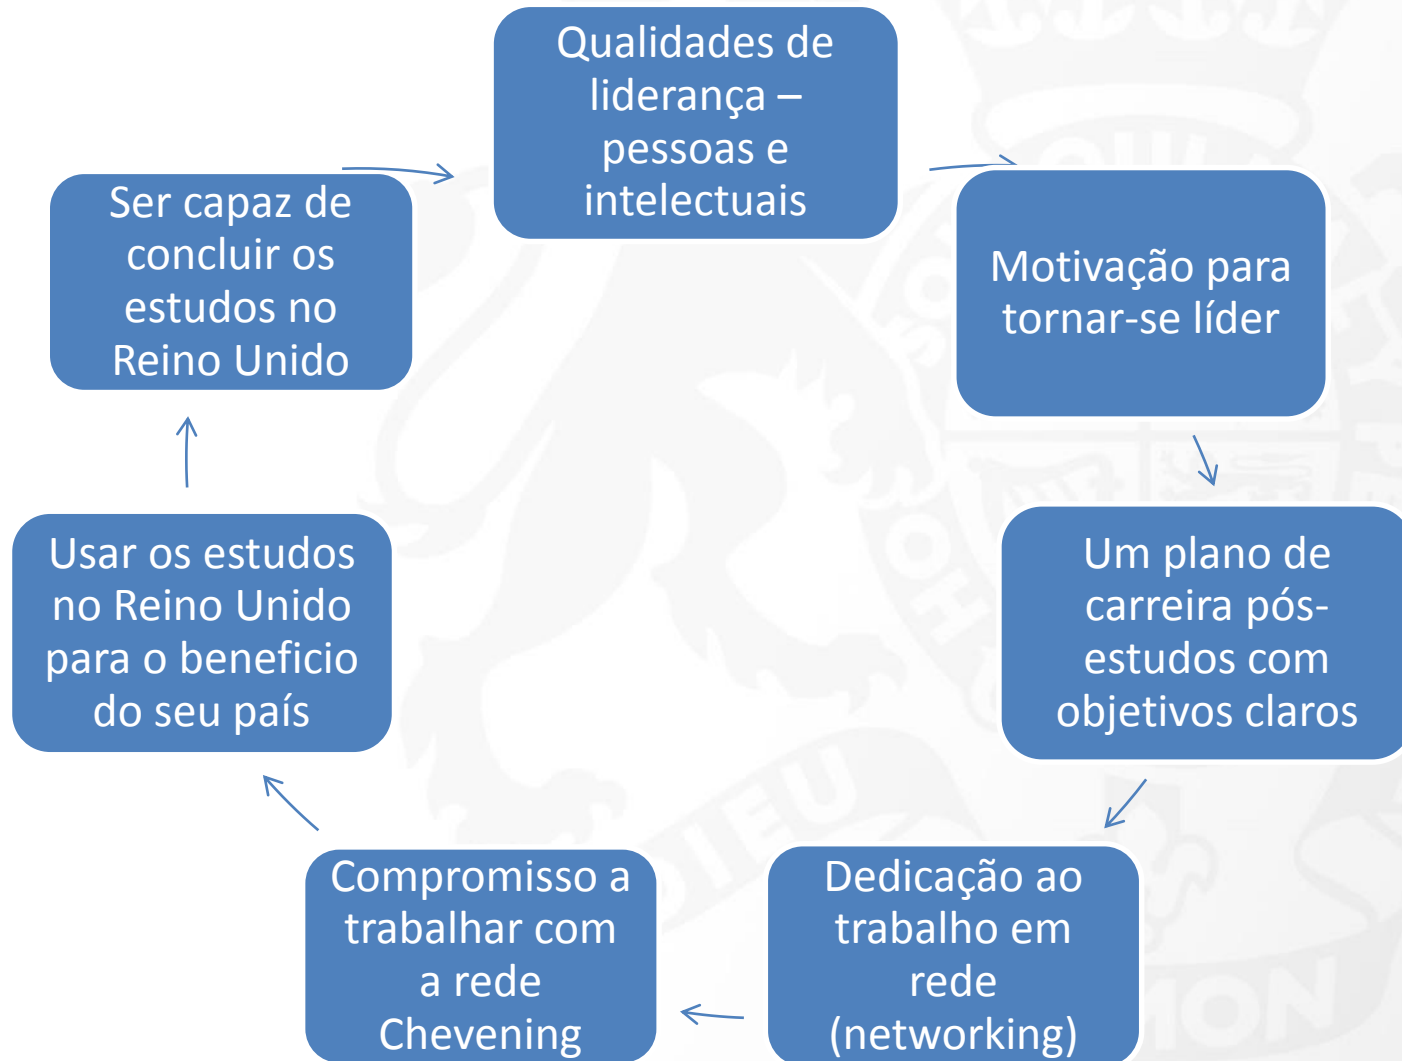 Qualidades de
liderança –
pessoas e
intelectuais
Motivação para
tornar-se líder
Um plano de
carreira pós-
estudos com
objetivos claros
Dedicação ao
trabalho em
rede
(networking)
Compromisso a
trabalhar com
a rede
Chevening
Usar os estudos
no Reino Unido
para o beneficio
do seu país
Ser capaz de
concluir os
estudos no
Reino Unido
DIEU
MON